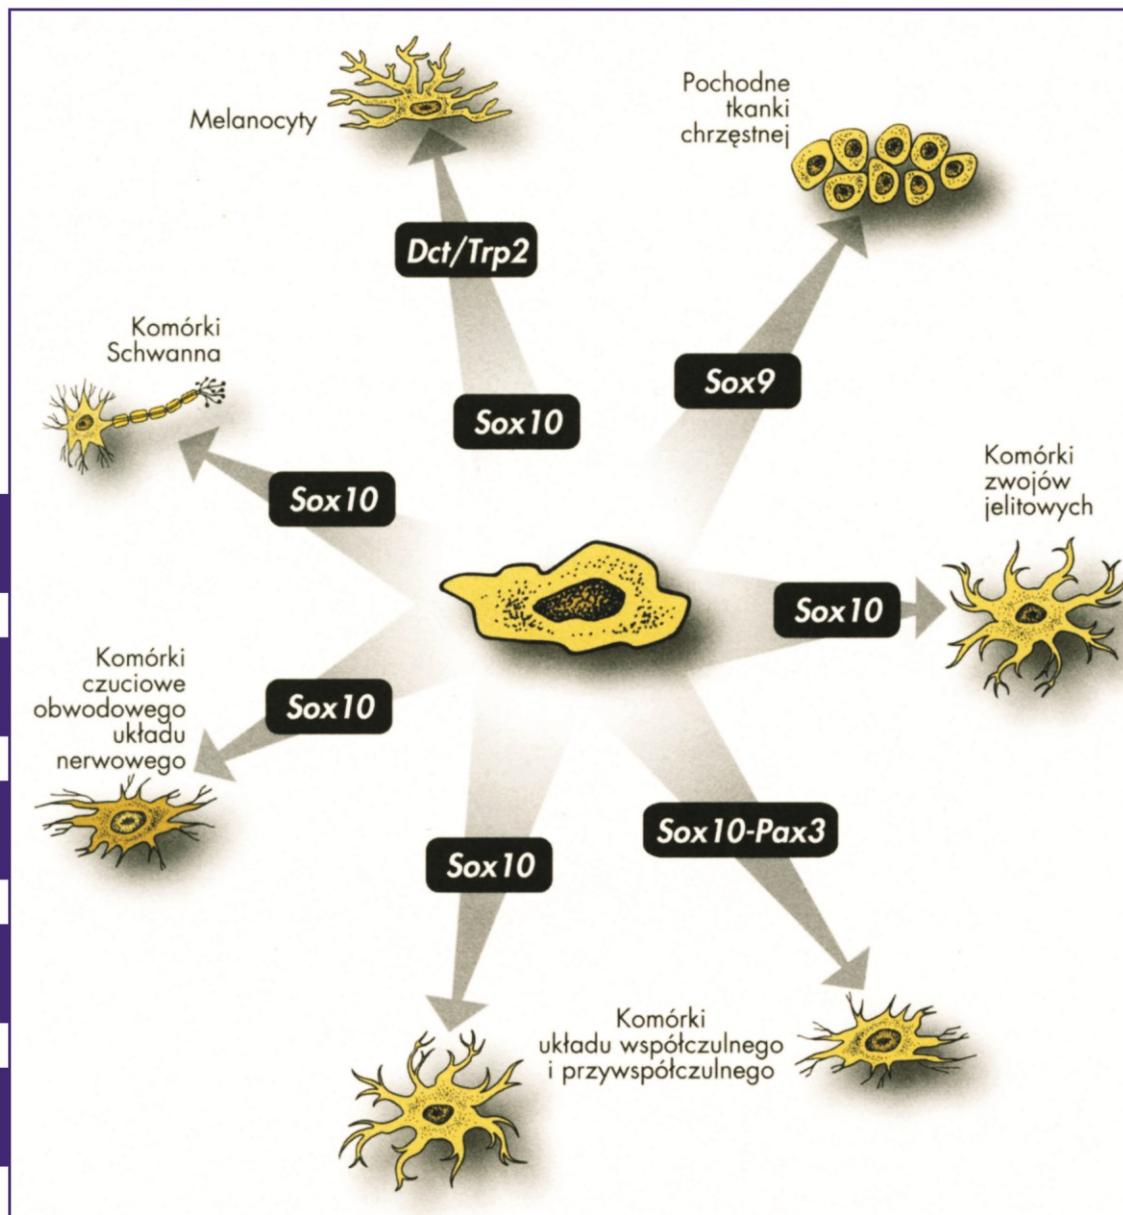 Melanocyty
Pochodne
tkanki
chrzęstnej
Dct/Trp2
Komórki
Schwanna
Sox9
Sox10
Komórki
zwojów
jelitowych
Sox10
Sox10
Komórki
czuciowe
obwodowego
układu
nerwowego
Sox10
Sox10-Pax3
Sox10
Komórki
układu współczulnego
i przywspółczulnego